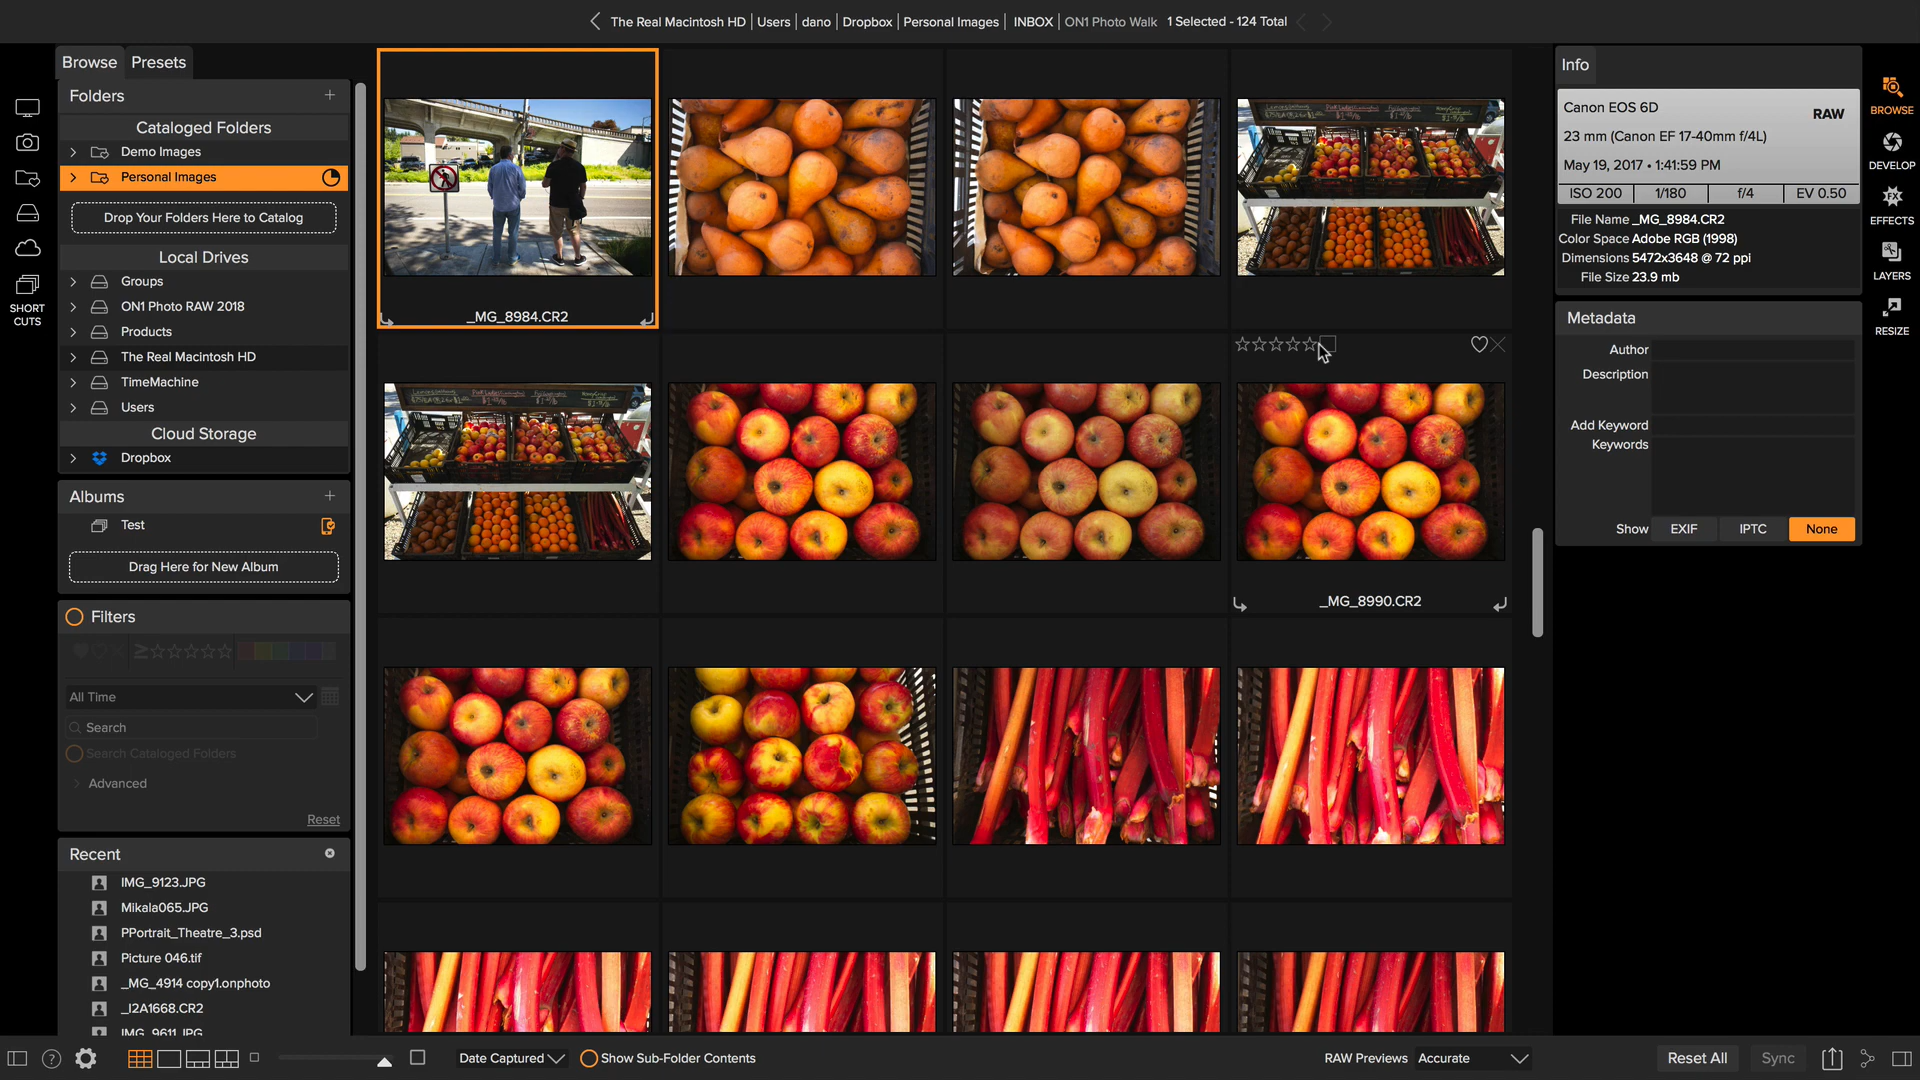 The Real Macintosh HD | Users | dano | Dropbox | Personal Images | INBOX | ON1 Photo Walk 1 Selected - 124 Total
Browse Presets
Folders
Cataloged Folders
Demo Images
Personal Images
Drop Your Folders Here to Catalog
Local Drives
Groups
ON1 Photo RAW 2018
Products
The Real Macintosh HD
TimeMachine
Users
Cloud Storage
Dropbox
SHORT
CUTS
Albums
Test
Drag Here for New Album
Filters
All Time
Search
Search Cataloged Folders
Advanced
Reset
Recent
IMG_9123.JPG
Mikala065.JPG
PPortrait_Theatre_3.psd
Picture 046.tif
_MG_4914 copy1.onphoto
_I2A1668.CR2
IMG_9611.JPG
_MG_8984.CR2
_MG_8990.CR2
Info
Canon EOS 6D
RAW
23 mm (Canon EF 17-40mm f/4L)
May 19, 2017 • 1:41:59 PM
ISO 200 1/180 f/4 EV 0.50
File Name _MG_8984.CR2
Color Space Adobe RGB (1998)
Dimensions 5472x3648 @ 72 ppi
File Size 23.9 mb
Metadata
Author
Description
Add Keyword
Keywords
Show EXIF IPTC None
BROWSE
DEVELOP
EFFECTS
LAYERS
RESIZE
Date Captured
Show Sub-Folder Contents
RAW Previews Accurate
Reset All
Sync